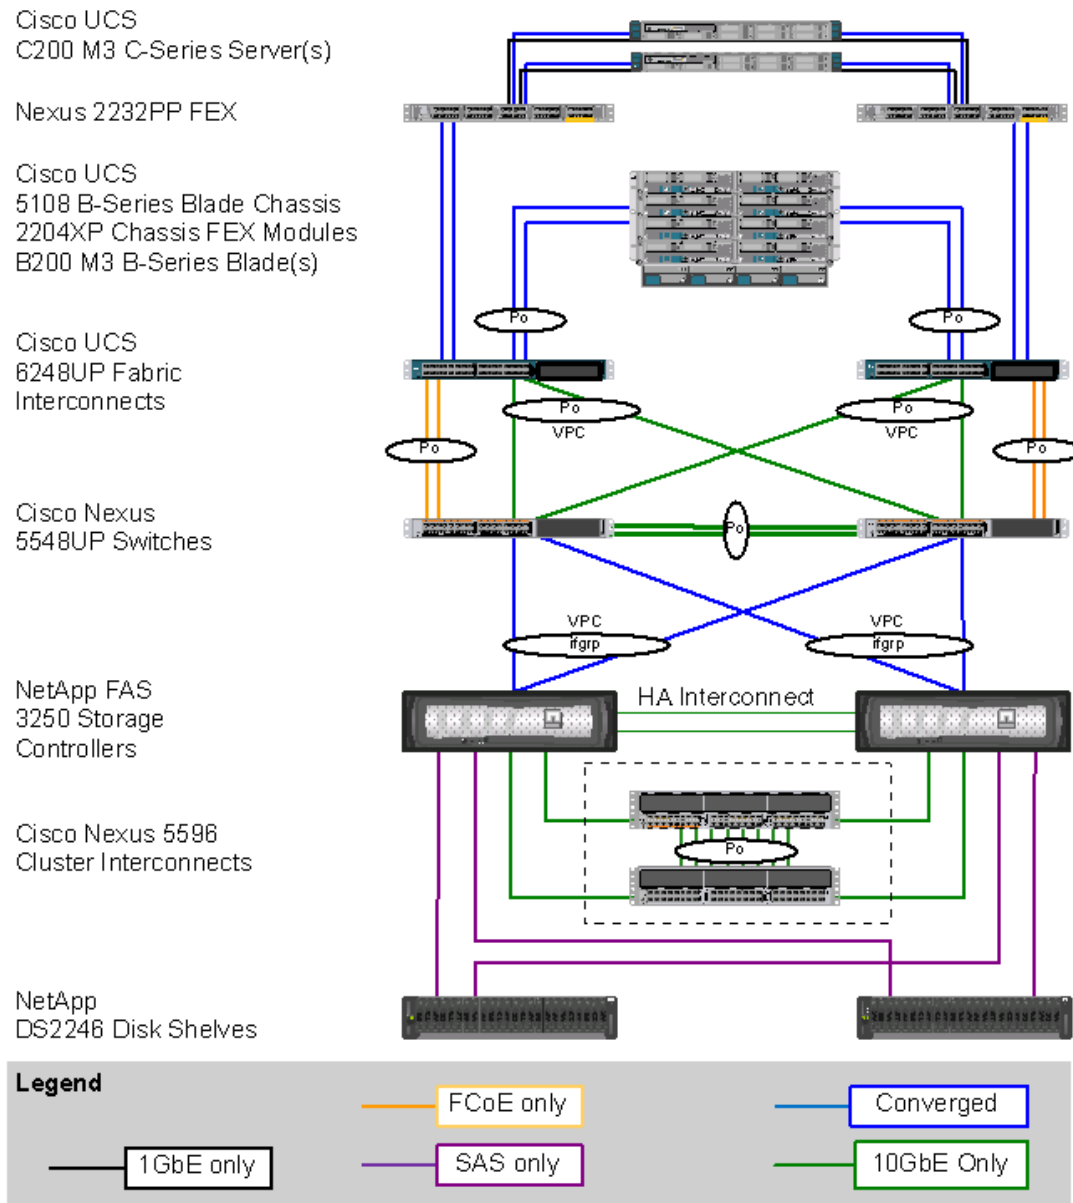 Cisco UCS
C200 M3 C-Series Server(s)
Nexus 2232PP FEX
Cisco UCS
5108 B-Series Blade Chassis
2204XP Chassis FEX Modules
B200 M3 B-Series Blade(s)
Po
Po
Cisco UCS
6248UP Fabric
Interconnects
Po
Po
VPC
VPC
Po
Po
Cisco Nexus
5548UP Switches
Po
VPC
VPC
ifgrp
ifgrp
NetApp FAS
3250 Storage
Controllers
HA Interconnect
Cisco Nexus 5596
Cluster Interconnects
Po
NetApp
DS2246 Disk Shelves
Legend
FCoE only
Converged
1GbE only
SAS only
10GbE Only